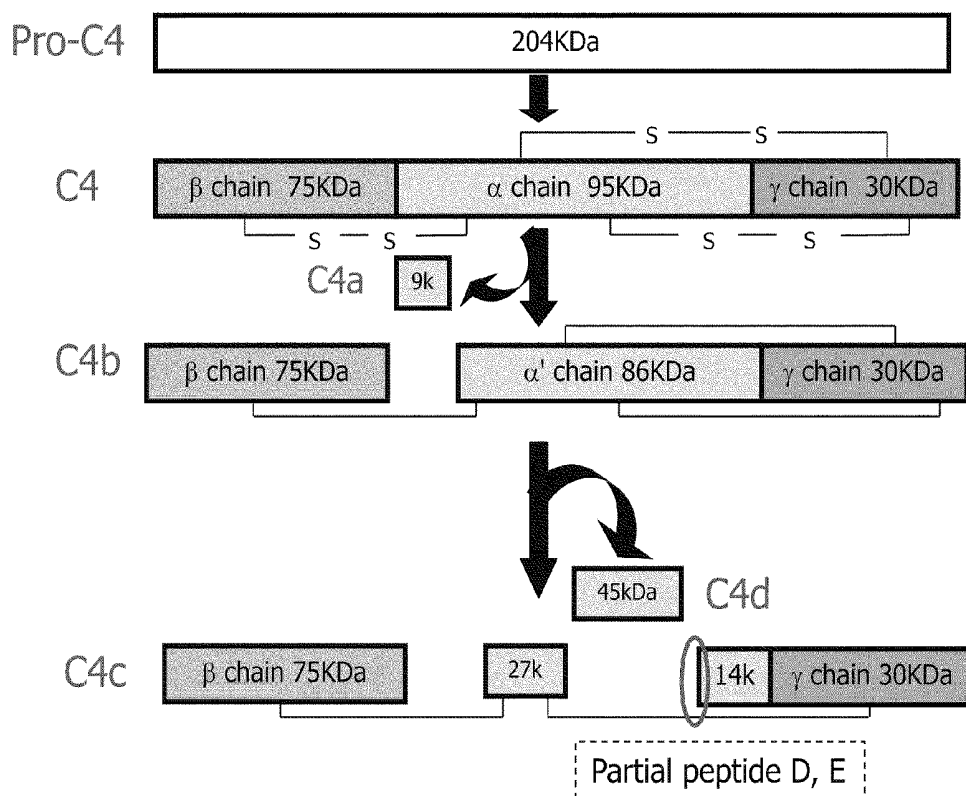 Pro-C4
204KDa
S S
C4
β chain 75KDa
α chain 95KDa
γ chain 30KDa
S S
S S
C4a
9k
C4b
β chain 75KDa
α' chain 86KDa
γ chain 30KDa
45kDa
C4d
C4c
β chain 75KDa
27k
14k
γ chain 30KDa
Partial peptide D, E